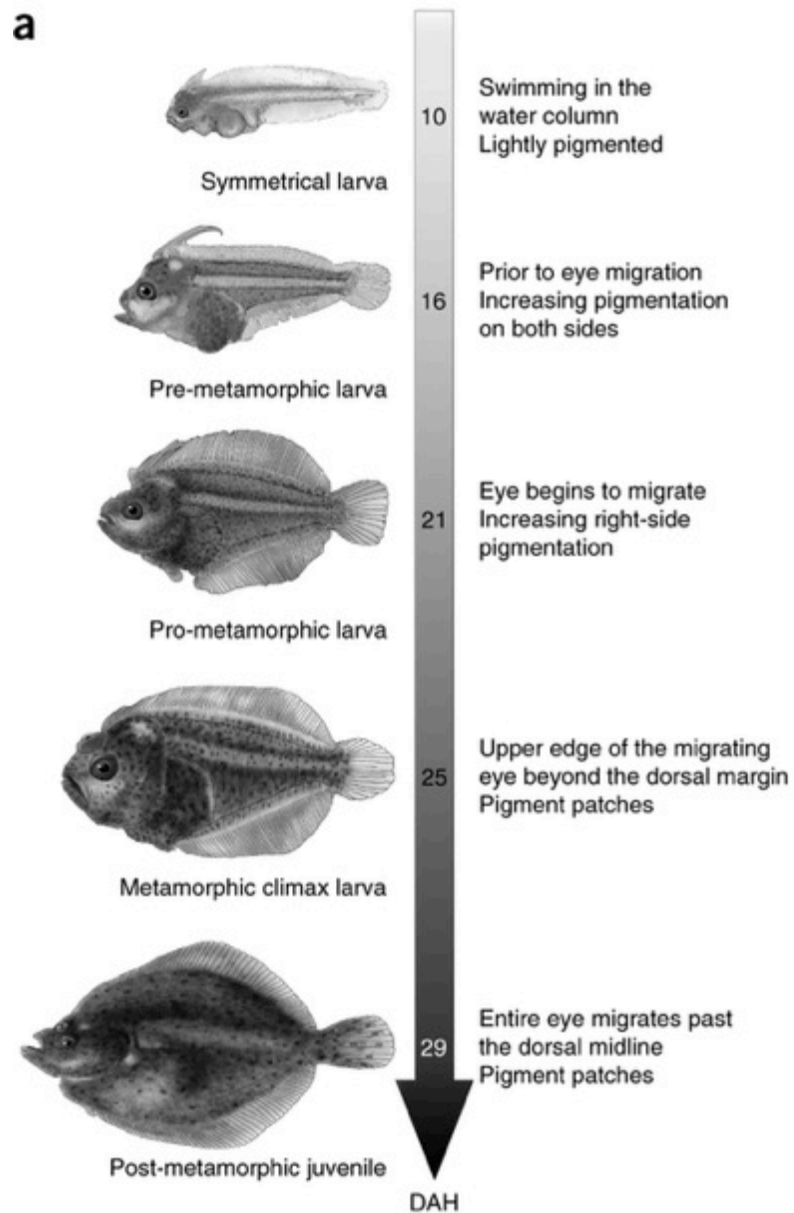 a
10
Swimming in the
water column
Lightly pigmented
Symmetrical larva
16
Prior to eye migration
Increasing pigmentation
on both sides
Pre-metamorphic larva
21
Eye begins to migrate
Increasing right-side
pigmentation
Pro-metamorphic larva
25
Upper edge of the migrating
eye beyond the dorsal margin
Pigment patches
Metamorphic climax larva
29
Entire eye migrates past
the dorsal midline
Pigment patches
Post-metamorphic juvenile
DAH